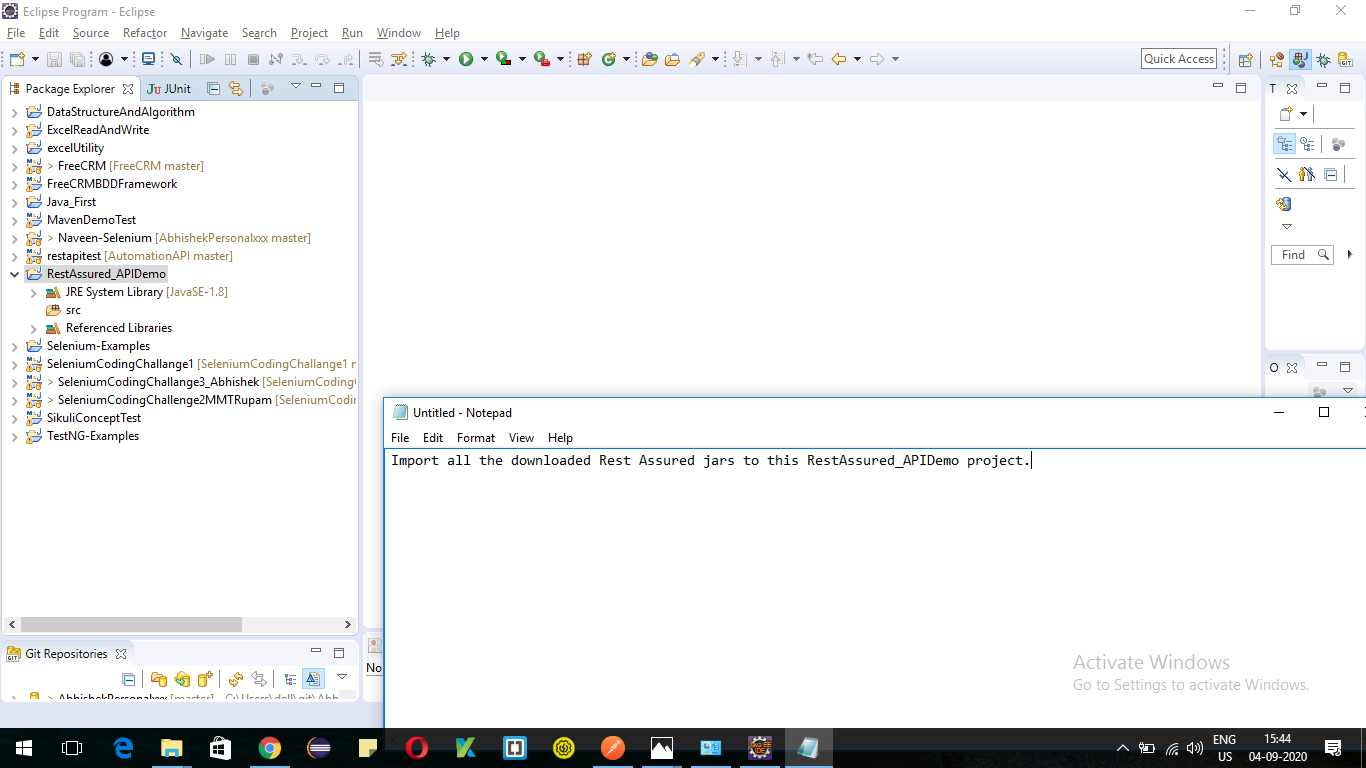 Eclipse Program - Eclipse
File Edit Source Refactor Navigate Search Project Run Window Help
Quick Access
Package Explorer JUnit
DataStructureAndAlgorithm
ExcelReadAndWrite
excelUtility
> FreeCRM [FreeCRM master]
FreeCRMBDDFramework
Java_First
MavenDemoTest
> Naveen-Selenium [AbhishekPersonalxxx master]
restapitest [AutomationAPI master]
RestAssured_APIDemo
JRE System Library [JavaSE-1.8]
src
Referenced Libraries
Selenium-Examples
SeleniumCodingChallange1 [SeleniumCodingChallange1 r
> SeleniumCodingChallange3_Abhishek [SeleniumCoding
> SeleniumCodingChallenge2MMTRupam [SeleniumCodir
SikuliConceptTest
TestNG-Examples
T
Find
O
Git Repositories
> AbhishekPersonalxxx [master] - C:\Users\dell\git\Abh
No
Untitled - Notepad
File Edit Format View Help
Import all the downloaded Rest Assured jars to this RestAssured_APIDemo project.
Activate Windows
Go to Settings to activate Windows.
ENG
US
15:44
04-09-2020